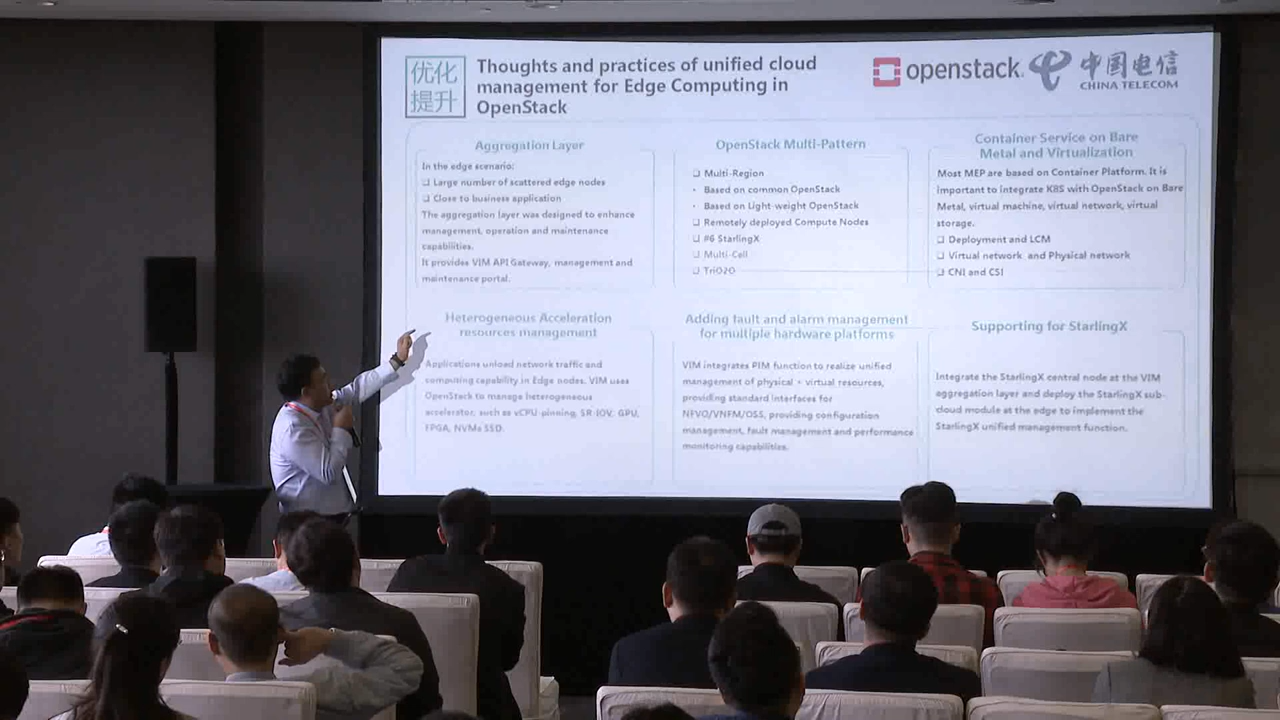 优化
提升
Thoughts and practices of unified cloud
management for Edge Computing in
OpenStack
openstack.
中国电信
CHINA TELECOM
Aggregation Layer
In the edge scenario:
❑ Large number of scattered edge nodes
❑ Close to business application
The aggregation layer was designed to enhance
management, operation and maintenance
capabilities.
It provides VIM API Gateway, management and
maintenance portal.
OpenStack Multi-Pattern
❑ Multi-Region
• Based on common OpenStack
• Based on Light-weight OpenStack
❑ Remotely deployed Compute Nodes
❑ #6 StarlingX
❑ Multi-Cell
❑ TriO2O
Container Service on Bare
Metal and Virtualization
Most MEP are based on Container Platform. It is
important to integrate K8S with OpenStack on Bare
Metal, virtual machine, virtual network, virtual
storage.
❑ Deployment and LCM
❑ Virtual network and Physical network
❑ CNI and CSI
Heterogeneous Acceleration
resources management
Applications unload network traffic and
computing capability in Edge nodes. VIM uses
OpenStack to manage heterogeneous
accelerator, such as vCPU pinning, SR-IOV, GPU,
FPGA, NVMe SSD.
Adding fault and alarm management
for multiple hardware platforms
VIM integrates PIM function to realize unified
management of physical + virtual resources,
providing standard interfaces for
NFVO/VNFM/OSS, providing configuration
management, fault management and performance
monitoring capabilities.
Supporting for StarlingX
Integrate the StarlingX central node at the VIM
aggregation layer and deploy the StarlingX sub-
cloud module at the edge to implement the
StarlingX unified management function.